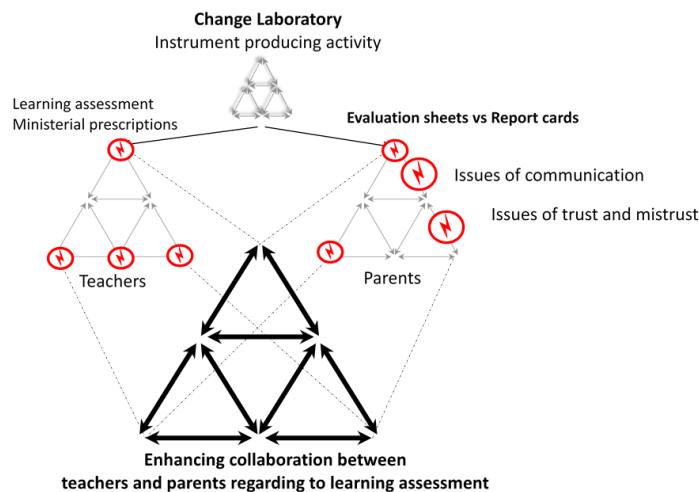 Change Laboratory
Instrument producing activity
Learning assessment
Ministerial prescriptions
Evaluation sheets vs Report cards
Issues of communication
Issues of trust and mistrust
Teachers
Parents
Enhancing collaboration between
teachers and parents regarding to learning assessment